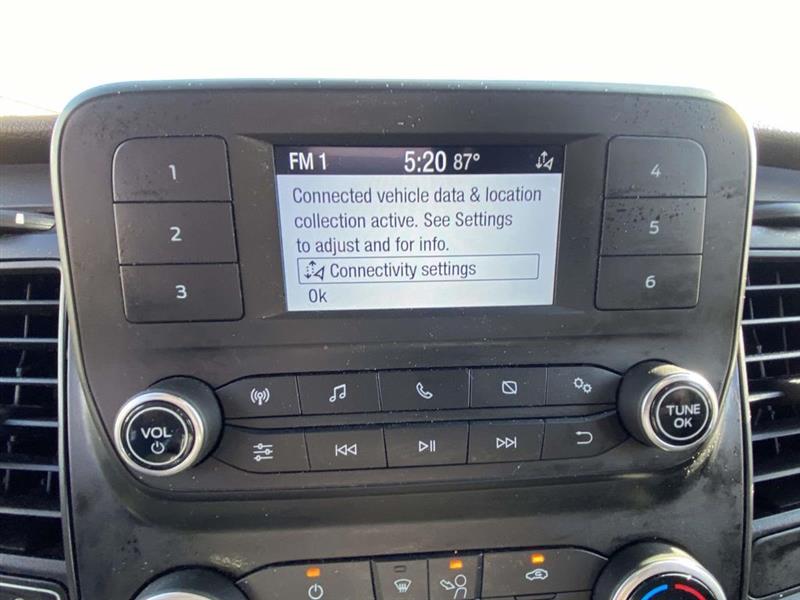 1
2
3
FM 1 5:20 87°
Connected vehicle data & location
collection active. See Settings
to adjust and for info.
Connectivity settings
Ok
4
5
6
VOL
TUNE
OK